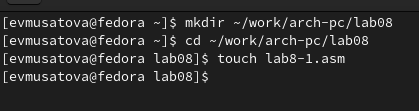 [evmusatova@fedora ~]$ mkdir ~/work/arch-pc/lab08
[evmusatova@fedora ~]$ cd ~/work/arch-pc/lab08
[evmusatova@fedora lab08]$ touch lab8-1.asm
[evmusatova@fedora lab08]$